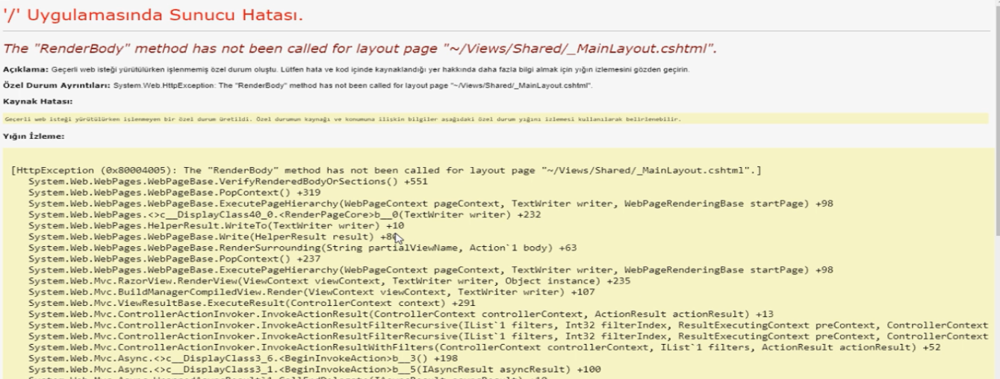 '/' Uygulamasında Sunucu Hatası.
The "RenderBody" method has not been called for layout page "~/Views/Shared/_MainLayout.cshtml".
Açıklama: Geçerli web isteği yürütülürken işlenmemiş özel durum oluştu. Lütfen hata ve kod içinde kaynaklandığı yer hakkında daha fazla bilgi almak için yığın izlemesini gözden geçirin.
Özel Durum Ayrıntıları: System.Web.HttpException: The "RenderBody" method has not been called for layout page "~/Views/Shared/_MainLayout.cshtml".
Kaynak Hatası:
Geçerli web isteği yürütülürken işlenmeyen bir özel durum üretildi. Özel durumun kaynağı ve konumuna ilişkin bilgiler aşağıdaki özel durum yığını izlemesi kullanılarak belirlenebilir.
Yığın İzleme:
[HttpException (0x80004005): The "RenderBody" method has not been called for layout page "~/Views/Shared/_MainLayout.cshtml".]
System.Web.WebPages.WebPageBase.VerifyRenderedBodyOrSections() +551
System.Web.WebPages.WebPageBase.PopContext() +319
System.Web.WebPages.WebPageBase.ExecutePageHierarchy(WebPageContext pageContext, TextWriter writer, WebPageRenderingBase startPage) +98
System.Web.WebPages.<>c__DisplayClass40_0.<RenderPageCore>b__0(TextWriter writer) +232
System.Web.WebPages.HelperResult.WriteTo(TextWriter writer) +10
System.Web.WebPages.WebPageBase.Write(HelperResult result)
System.Web.WebPages.WebPageBase.RenderSurrounding(String partialViewName, Action`1 body) +63
System.Web.WebPages.WebPageBase.PopContext() +237
System.Web.WebPages.WebPageBase.ExecutePageHierarchy(WebPageContext pageContext, TextWriter writer, WebPageRenderingBase startPage) +98
System.Web.Mvc.RazorView.RenderView(ViewContext viewContext, TextWriter writer, Object instance) +235
System.Web.Mvc.BuildManagerCompiledView.Render(ViewContext viewContext, TextWriter writer) +107
System.Web.Mvc.ViewResultBase.ExecuteResult(ControllerContext context) +291
System.Web.Mvc.ControllerActionInvoker.InvokeActionResult(ControllerContext controllerContext, ActionResult actionResult) +13
System.Web.Mvc.ControllerActionInvoker.InvokeActionResultFilterRecursive(IList`1 filters, Int32 filterIndex, ResultExecutingContext preContext, ControllerContext
System.Web.Mvc.ControllerActionInvoker.InvokeActionResultFilterRecursive(IList`1 filters, Int32 filterIndex, ResultExecutingContext preContext, ControllerContext
System.Web.Mvc.ControllerActionInvoker.InvokeActionResultWithFilters(ControllerContext controllerContext, IList`1 filters, ActionResult actionResult) +52
System.Web.Mvc.Async.<>c__DisplayClass3_6.<BeginInvokeAction>b__3() +198
System.Web.Mvc.Async.<>c__DisplayClass3_1.<BeginInvokeAction>b__5(IAsyncResult asyncResult) +100